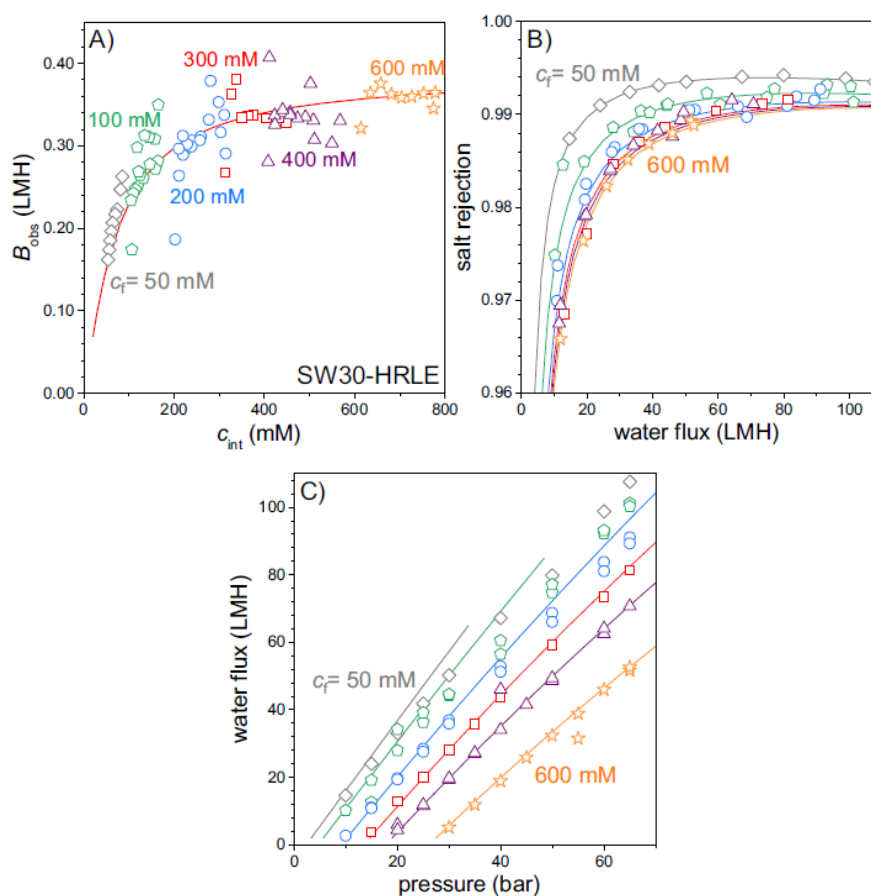 A)
0.40
0.30
0.20
0.10
0.00
B_obs (LMH)
300 mM
600 mM
100 mM
400 mM
200 mM
c_f= 50 mM
SW30-HRLE
0 200 400 600 800
c_int (mM)
B)
1.00
0.99
0.98
0.97
0.96
salt rejection
c_f= 50 mM
600 mM
0 20 40 60 80 100
water flux (LMH)
C)
100
80
60
40
20
0
water flux (LMH)
c_f= 50 mM
600 mM
0 20 40 60
pressure (bar)